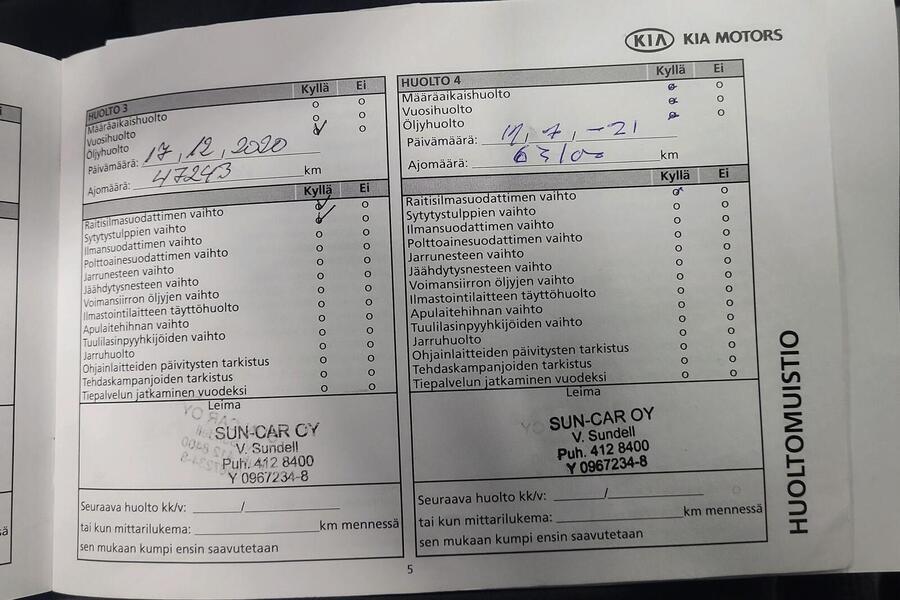 KIA KIA MOTORS
HUOLTO 3 Kyllä Ei
Määräaikaishuolto o o
Vuosihuolto o o
Öljyhuolto o o
Päivämäärä: 17, 12, 2020
Ajomäärä: 47243 km
Kyllä Ei
Raitisilmasuodattimen vaihto o o
Sytytystulppien vaihto o o
Ilmansuodattimen vaihto o o
Polttoainesuodattimen vaihto o o
Jarrunesteen vaihto o o
Jäähdytysnesteen vaihto o o
Voimansiirron öljyjen vaihto o o
Ilmastointilaitteen täyttöhuolto o o
Apulaitehihnan vaihto o o
Tuulilasinpyyhkijöiden vaihto o o
Jarruhuolto o o
Ohjainlaitteiden päivitysten tarkistus o o
Tehdaskampanjoiden tarkistus o o
Tiepalvelun jatkaminen vuodeksi o o
Leima
SUN-CAR OY
V. Sundell
Puh. 412 8400
Y 0967234-8
Seuraava huolto kk/v: /
tai kun mittarilukema: km mennessä
sen mukaan kumpi ensin saavutetaan
HUOLTO 4 Kyllä Ei
Määräaikaishuolto o o
Vuosihuolto o o
Öljyhuolto o o
Päivämäärä: 7, -21
Ajomäärä: km
Kyllä Ei
Raitisilmasuodattimen vaihto o o
Sytytystulppien vaihto o o
Ilmansuodattimen vaihto o o
Polttoainesuodattimen vaihto o o
Jarrunesteen vaihto o o
Jäähdytysnesteen vaihto o o
Voimansiirron öljyjen vaihto o o
Ilmastointilaitteen täyttöhuolto o o
Apulaitehihnan vaihto o o
Tuulilasinpyyhkijöiden vaihto o o
Jarruhuolto o o
Ohjainlaitteiden päivitysten tarkistus o o
Tehdaskampanjoiden tarkistus o o
Tiepalvelun jatkaminen vuodeksi o o
Leima
SUN-CAR OY
V. Sundell
Puh. 412 8400
Y 0967234-8
Seuraava huolto kk/v: /
tai kun mittarilukema: km mennessä
sen mukaan kumpi ensin saavutetaan
HUOLTOMUISTIO
5